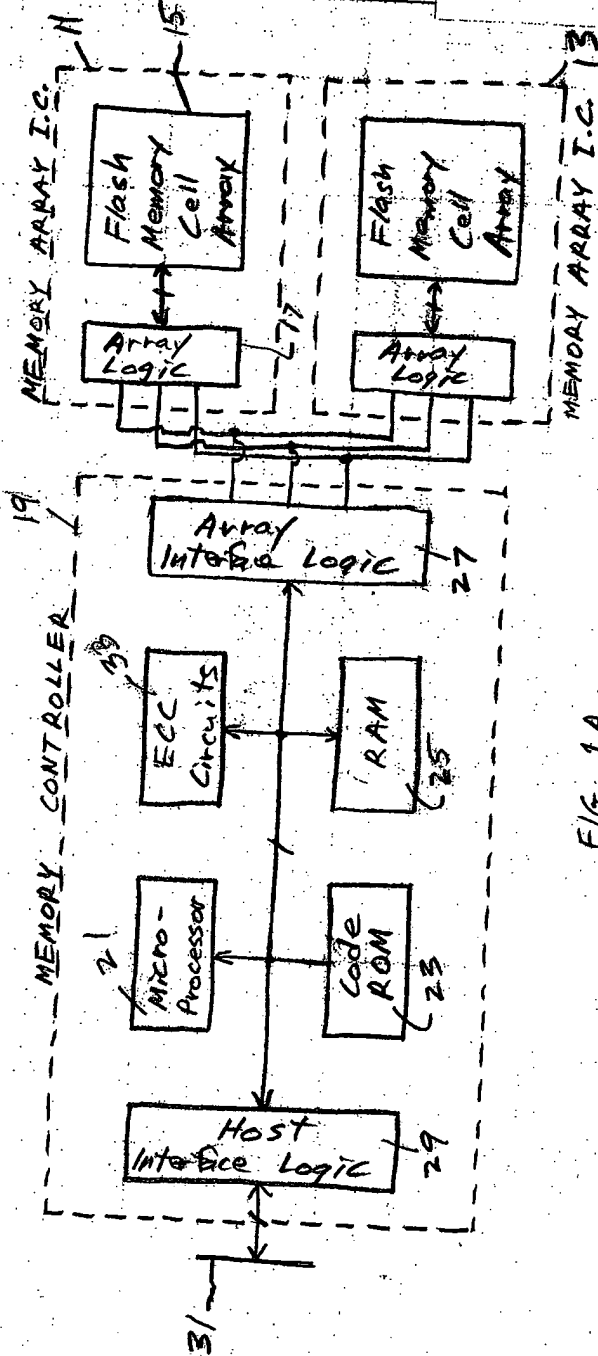 MEMORY CONTROLLER
19
21
Micro-
Processor
33
ECC
Circuits
Host
Interface Logic
29
31
Code
ROM
23
RAM
25
Array
Interface Logic
27
MEMORY ARRAY I.C.
11
Array
Logic
17
Flash
Memory
Cell
Array
15
Array
Logic
Flash
Memory
Cell
Array
MEMORY ARRAY I.C.
13
FIG. 1A